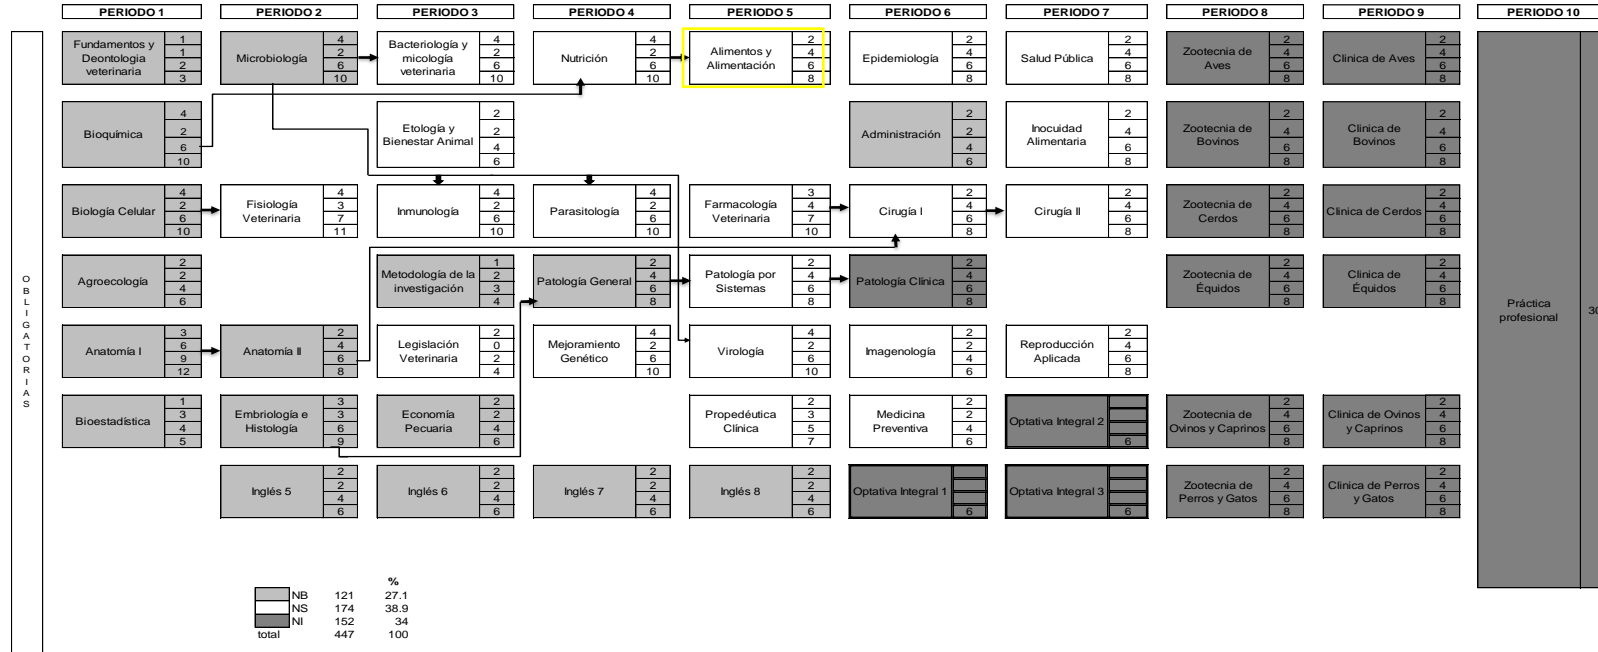 PERIODO 1 PERIODO 2 PERIODO 3 PERIODO 4 PERIODO 5 PERIODO 6 PERIODO 7 PERIODO 8 PERIODO 9 PERIODO 10
OBLIGATORIAS
Fundamentos y
Deontologia
veterinaria
1
1
2
3
Microbiología
4
2
6
10
Bacteriología y
micología
veterinaria
4
2
6
10
Nutrición
4
2
6
10
Alimentos y
Alimentación
2
4
6
8
Epidemiología
2
4
6
8
Salud Pública
2
4
6
8
Zootecnia de
Aves
2
4
6
8
Clinica de Aves
2
4
6
8
Bioquímica
4
2
6
10
Etología y
Bienestar Animal
2
2
4
6
Administración
2
2
4
6
Inocuidad
Alimentaria
2
4
6
8
Zootecnia de
Bovinos
2
4
6
8
Clinica de
Bovinos
2
4
6
8
Biología Celular
4
2
6
10
Fisiología
Veterinaria
4
3
7
11
Inmunología
4
2
6
10
Parasitología
4
2
6
10
Farmacología
Veterinaria
3
4
7
10
Cirugía I
2
4
6
8
Cirugía II
2
4
6
8
Zootecnia de
Cerdos
2
4
6
8
Clinica de Cerdos
2
4
6
8
Agroecología
2
2
4
6
Metodología de la
investigación
1
2
3
4
Patología General
2
4
6
8
Patología por
Sistemas
2
4
6
8
Patología Clínica
2
4
6
8
Zootecnia de
Équidos
2
4
6
8
Clinica de
Équidos
2
4
6
8
Práctica
profesional
30
Anatomía I
3
6
9
12
Anatomía II
2
4
6
8
Legislación
Veterinaria
2
0
2
4
Mejoramiento
Genético
4
2
6
10
Virología
4
2
6
10
Imagenología
2
2
4
6
Reproducción
Aplicada
2
4
6
8
Bioestadística
1
3
4
5
Embriología e
Histología
3
3
6
9
Economía
Pecuaria
2
2
4
6
Propedéutica
Clínica
2
3
5
7
Medicina
Preventiva
2
2
4
6
Optativa Integral 2
6
Zootecnia de
Ovinos y Caprinos
2
4
6
8
Clinica de Ovinos
y Caprinos
2
4
6
8
Inglés 5
2
2
4
6
Inglés 6
2
2
4
6
Inglés 7
2
2
4
6
Inglés 8
2
2
4
6
Optativa Integral 1
6
Optativa Integral 3
6
Zootecnia de
Perros y Gatos
2
4
6
8
Clinica de Perros
y Gatos
2
4
6
8
%
NB 121 27.1
NS 174 38.9
NI 152 34
total 447 100